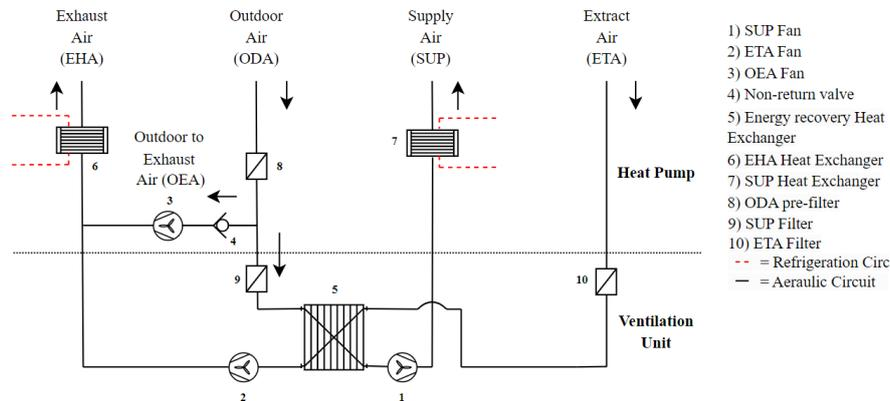 Exhaust
Air
(EHA)
Outdoor
Air
(ODA)
Supply
Air
(SUP)
Extract
Air
(ETA)
Outdoor to
Exhaust
Air (OEA)
6
3
4
8
7
Heat Pump
9
5
10
Ventilation
Unit
2
1
1) SUP Fan
2) ETA Fan
3) OEA Fan
4) Non-return valve
5) Energy recovery Heat
Exchanger
6) EHA Heat Exchanger
7) SUP Heat Exchanger
8) ODA pre-filter
9) SUP Filter
10) ETA Filter
= Refrigeration Circ
= Aeraulic Circuit